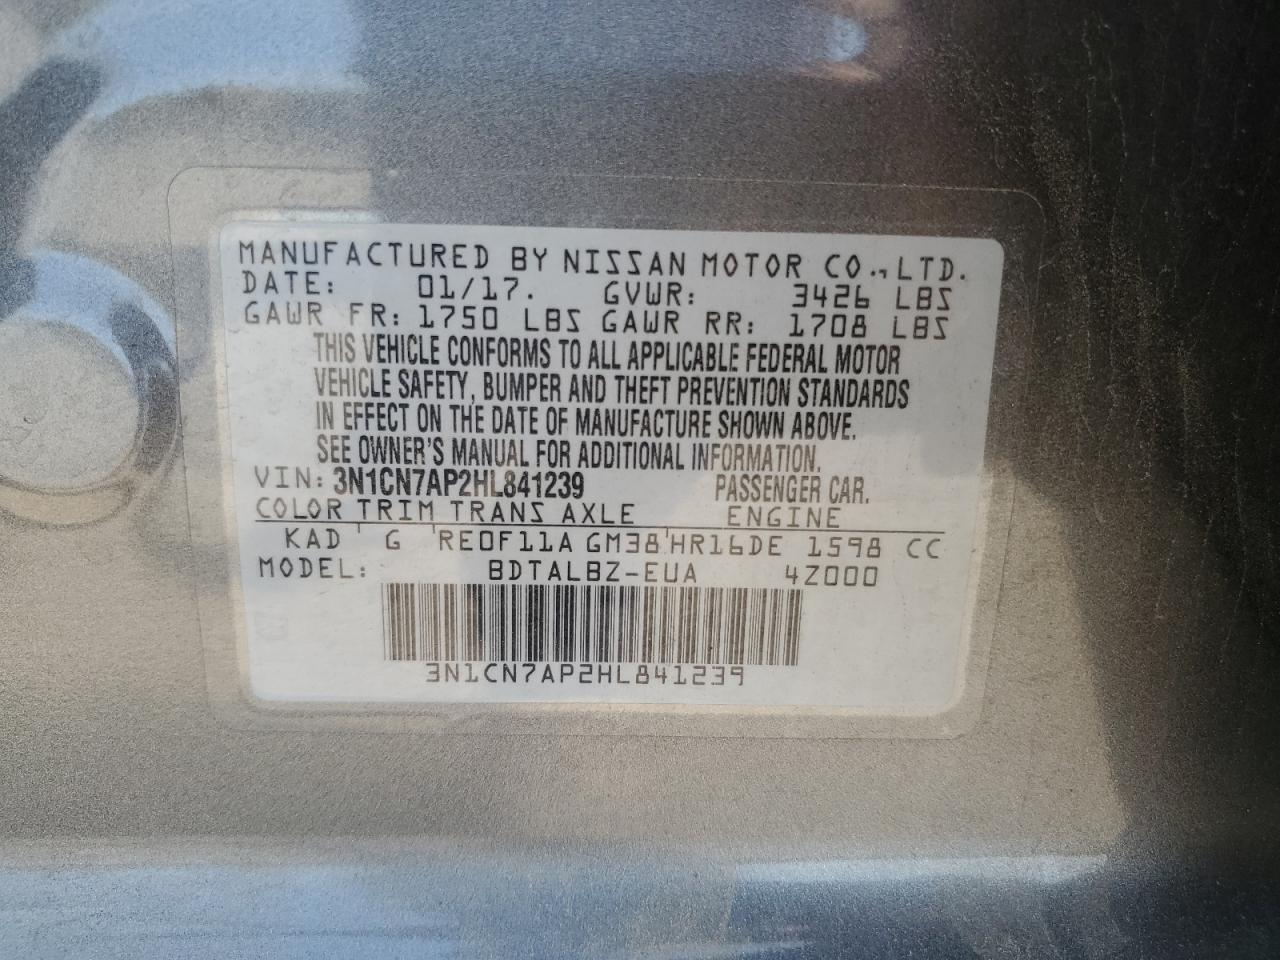 MANUFACTURED BY NISSAN MOTOR CO., LTD.
DATE: 01/17. GVWR: 3426 LBS
GAWR FR: 1750 LBS GAWR RR: 1708 LBS
THIS VEHICLE CONFORMS TO ALL APPLICABLE FEDERAL MOTOR
VEHICLE SAFETY, BUMPER AND THEFT PREVENTION STANDARDS
IN EFFECT ON THE DATE OF MANUFACTURE SHOWN ABOVE.
SEE OWNER'S MANUAL FOR ADDITIONAL INFORMATION.
VIN: 3N1CN7AP2HL841239 PASSENGER CAR.
COLOR TRIM TRANS AXLE ENGINE
KAD G RE0F11A GM38 HR16DE 1598 CC
MODEL: BDTALBZ-EUA 4Z000
3N1CN7AP2HL841239